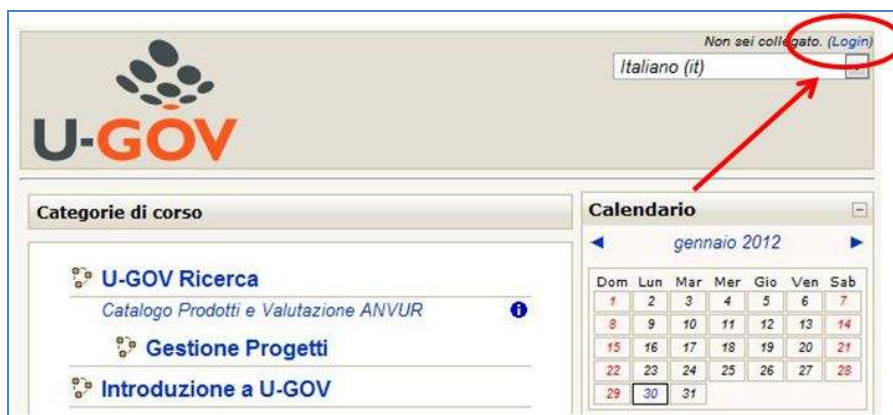 Non sei collegato. (Login)
Italiano (it)
U-GOV
Categorie di corso
U-GOV Ricerca
Catalogo Prodotti e Valutazione ANVUR
Gestione Progetti
Introduzione a U-GOV
Calendario
gennaio 2012
Dom Lun Mar Mer Gio Ven Sab
1 2 3 4 5 6 7
8 9 10 11 12 13 14
15 16 17 18 19 20 21
22 23 24 25 26 27 28
29 30 31